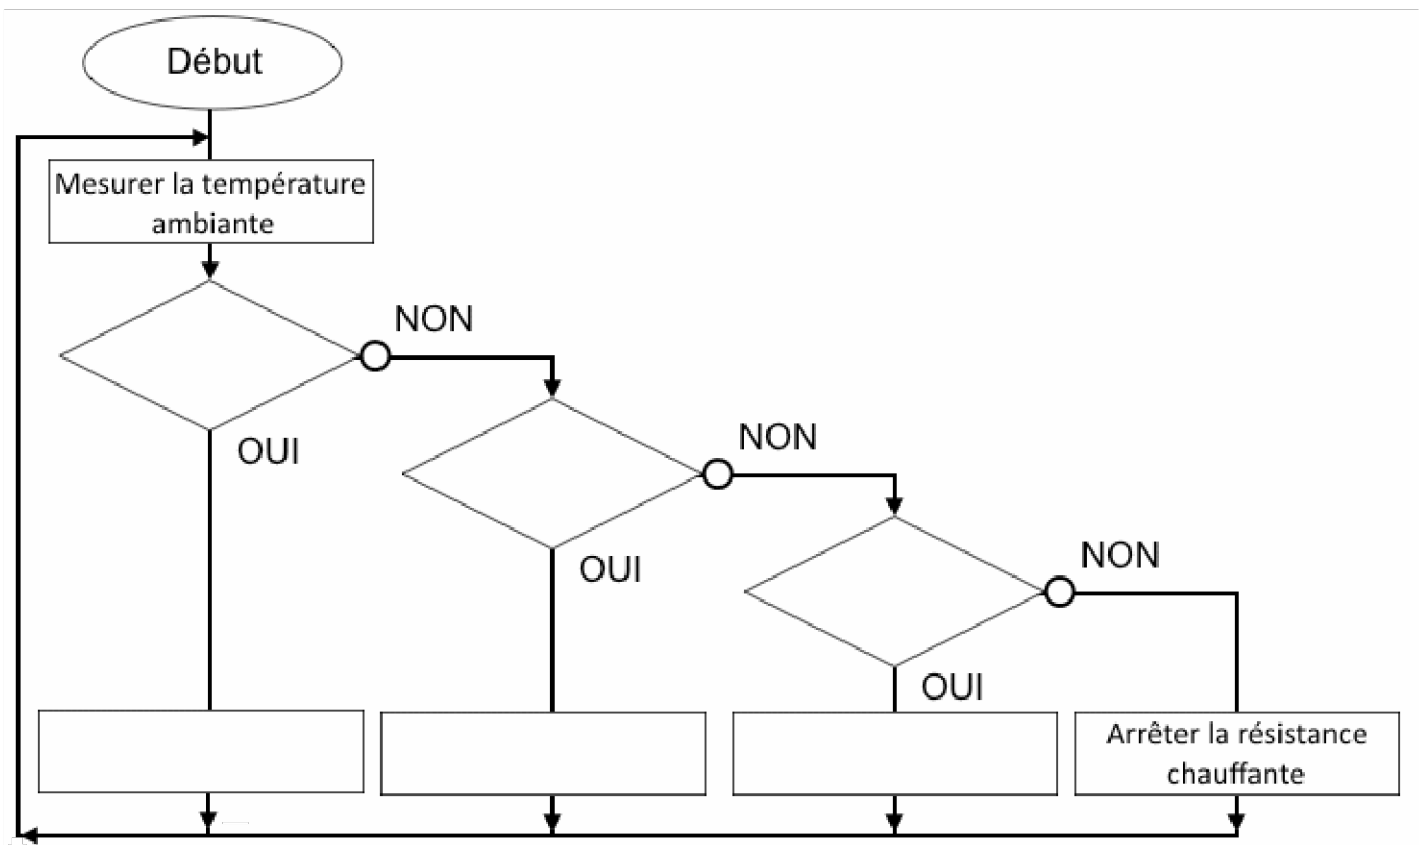 Début
Mesurer la température
ambiante
NON
OUI
NON
OUI
NON
OUI
Arrêter la résistance
chauffante